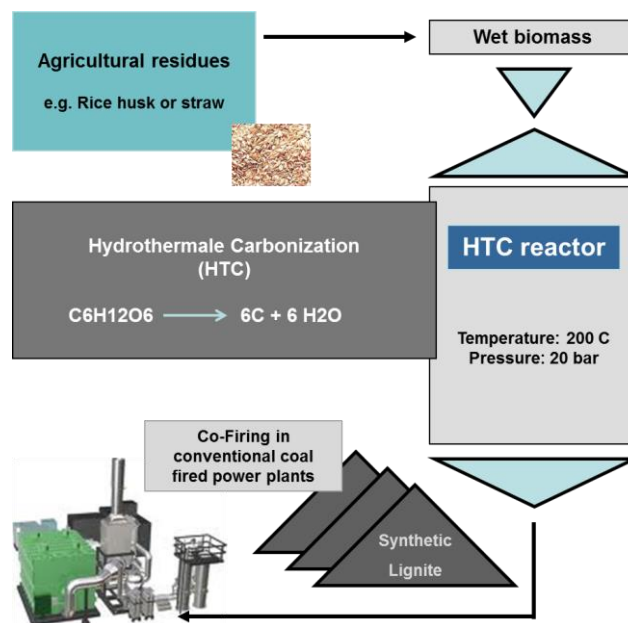 Agricultural residues
e.g. Rice husk or straw
Wet biomass
Hydrothermale Carbonization
(HTC)
C6H12O6 6C + 6 H2O
HTC reactor
Temperature: 200 C
Pressure: 20 bar
Co-Firing in
conventional coal
fired power plants
Synthetic
Lignite